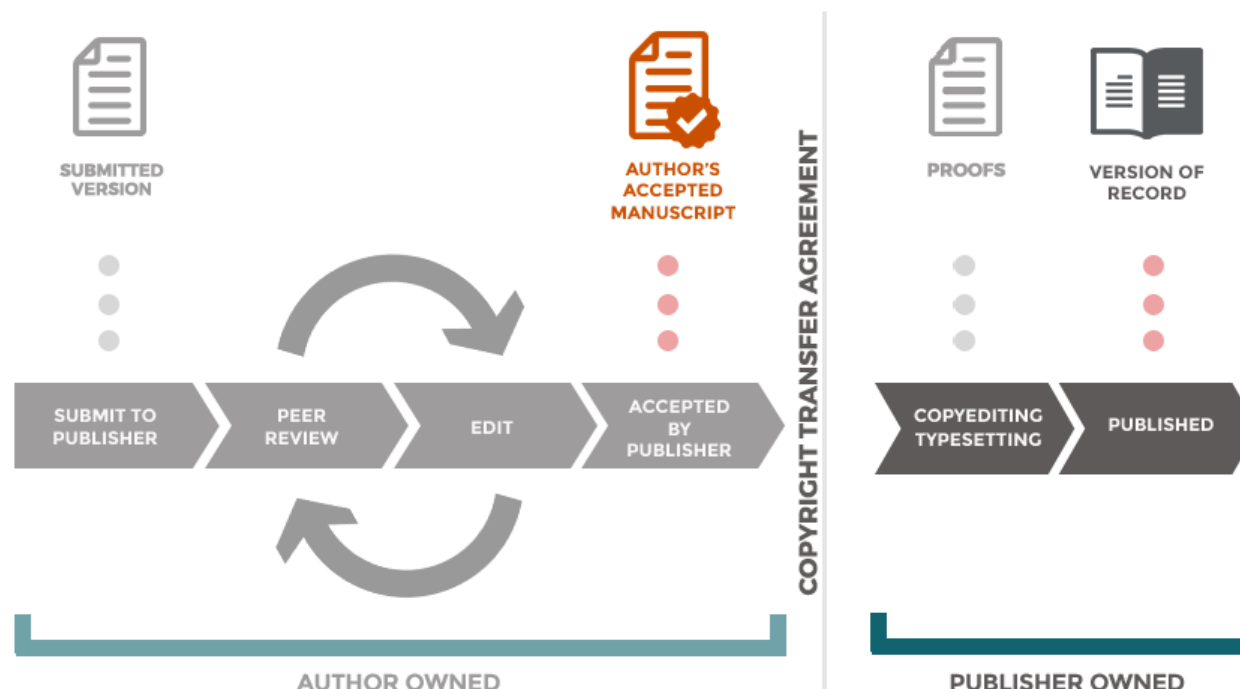 SUBMITTED
VERSION
AUTHOR'S
ACCEPTED
MANUSCRIPT
COPYRIGHT TRANSFER AGREEMENT
PROOFS
VERSION OF
RECORD
SUBMIT TO
PUBLISHER
PEER
REVIEW
EDIT
ACCEPTED
BY
PUBLISHER
COPYEDITING
TYPESETTING
PUBLISHED
AUTHOR OWNED
PUBLISHER OWNED